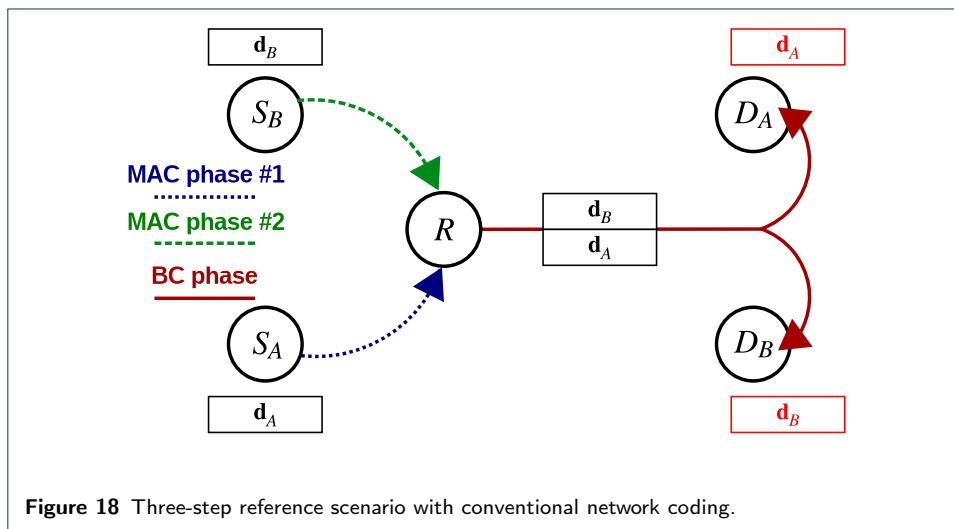 d_B
d_A
S_B
D_A
MAC phase #1
MAC phase #2
R
d_B
d_A
BC phase
S_A
D_B
d_A
d_B
Figure 18 Three-step reference scenario with conventional network coding.